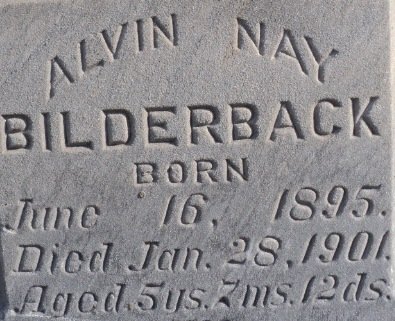 ALVIN NAY
BILDERBACK
BORN
June 16, 1895.
Died Jan. 28, 1901.
Aged. 5ys. 7ms. 12ds.